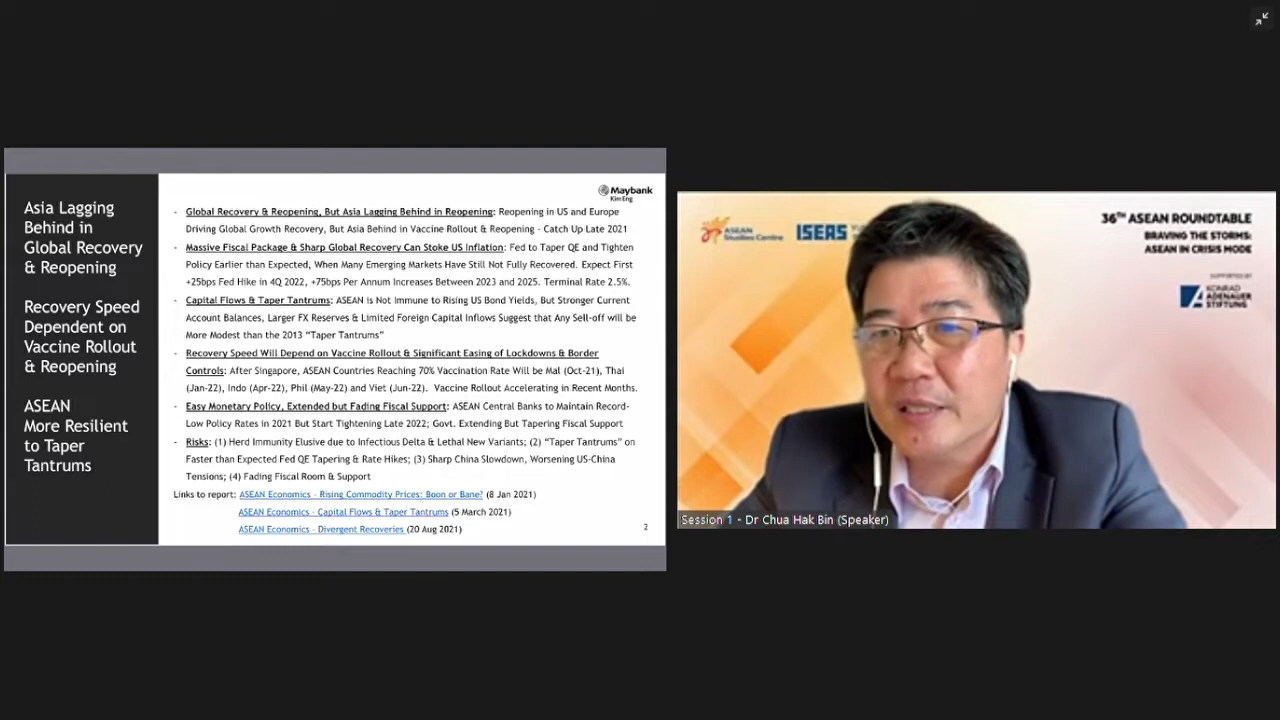 Asia Lagging
Behind in
Global Recovery
& Reopening
Recovery Speed
Dependent on
Vaccine Rollout
& Reopening
ASEAN
More Resilient
to Taper
Tantrums
Maybank
Kim Eng
- Global Recovery & Reopening, But Asia Lagging Behind in Reopening: Reopening in US and Europe
Driving Global Growth Recovery, But Asia Behind in Vaccine Rollout & Reopening – Catch Up Late 2021
- Massive Fiscal Package & Sharp Global Recovery Can Stoke US Inflation: Fed to Taper QE and Tighten
Policy Earlier than Expected, When Many Emerging Markets Have Still Not Fully Recovered. Expect First
+25bps Fed Hike in 4Q 2022, +75bps Per Annum Increases Between 2023 and 2025. Terminal Rate 2.5%.
- Capital Flows & Taper Tantrums: ASEAN is Not Immune to Rising US Bond Yields, But Stronger Current
Account Balances, Larger FX Reserves & Limited Foreign Capital Inflows Suggest that Any Sell-off will be
More Modest than the 2013 “Taper Tantrums”
- Recovery Speed Will Depend on Vaccine Rollout & Significant Easing of Lockdowns & Border
Controls: After Singapore, ASEAN Countries Reaching 70% Vaccination Rate Will be Mal (Oct-21), Thai
(Jan-22), Indo (Apr-22), Phil (May-22) and Viet (Jun-22). Vaccine Rollout Accelerating in Recent Months.
- Easy Monetary Policy, Extended but Fading Fiscal Support: ASEAN Central Banks to Maintain Record-
Low Policy Rates in 2021 But Start Tightening Late 2022; Govt. Extending But Tapering Fiscal Support
- Risks: (1) Herd Immunity Elusive due to Infectious Delta & Lethal New Variants; (2) “Taper Tantrums” on
Faster than Expected Fed QE Tapering & Rate Hikes; (3) Sharp China Slowdown, Worsening US-China
Tensions; (4) Fading Fiscal Room & Support
Links to report: ASEAN Economics – Rising Commodity Prices: Boon or Bane? (8 Jan 2021)
ASEAN Economics – Capital Flows & Taper Tantrums (5 March 2021)
ASEAN Economics – Divergent Recoveries (20 Aug 2021)
2
ASEAN
Studies Centre
ISEAS
36TH ASEAN ROUNDTABLE
BRAVING THE STORMS:
ASEAN IN CRISIS MODE
SUPPORTED BY
KONRAD
ADENAUER
STIFTUNG
Session 1 - Dr Chua Hak Bin (Speaker)